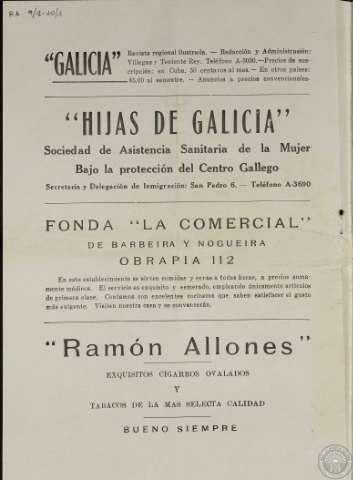 "GALICIA" Revista regional ilustrada. — Redacción y Administración:
Villegas y Teniente Rey. Teléfono A-3690.—Precios de sus-
cripción: en Cuba, 50 centavos al mes.— En otros países:
$5.00 al semestre. — Anuncios a precios convencionales.
"HIJAS DE GALICIA"
Sociedad de Asistencia Sanitaria de la Mujer
Bajo la protección del Centro Gallego
Secretaría y Delegación de Inmigración: San Pedro 6. — Teléfono A-3690
FONDA "LA COMERCIAL"
DE BARBEIRA Y NOGUEIRA
OBRAPIA 112
En este establecimiento se sirven comidas y cenas a todas horas, a precios suma-
mente módicos. El servicio es exquisito y esmerado, empleando únicamente artículos
de primera clase. Contamos con excelentes cocineros que saben satisfacer el gusto
más exigente. Visiten nuestra casa y se convencerán.
"Ramón Allones"
EXQUISITOS CIGARROS OVALADOS
Y
TABACOS DE LA MAS SELECTA CALIDAD
BUENO SIEMPRE